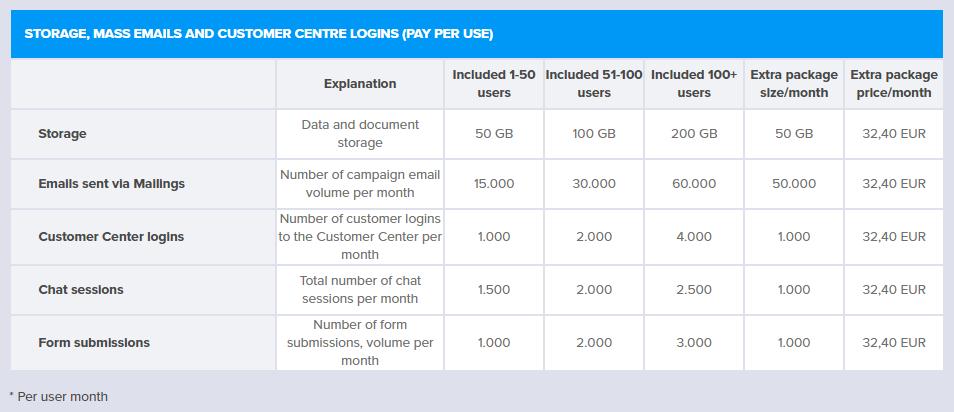 STORAGE, MASS EMAILS AND CUSTOMER CENTRE LOGINS (PAY PER USE)
Explanation
Included 1-50
users
Included 51-100
users
Included 100+
users
Extra package
size/month
Extra package
price/month
Storage
Data and document
storage
50 GB
100 GB
200 GB
50 GB
32,40 EUR
Emails sent via Mailings
Number of campaign email
volume per month
15.000
30.000
60.000
50.000
32,40 EUR
Customer Center logins
Number of customer logins
to the Customer Center per
month
1.000
2.000
4.000
1.000
32,40 EUR
Chat sessions
Total number of chat
sessions per month
1.500
2.000
2.500
1.000
32,40 EUR
Form submissions
Number of form
submissions, volume per
month
1.000
2.000
3.000
1.000
32,40 EUR
* Per user month